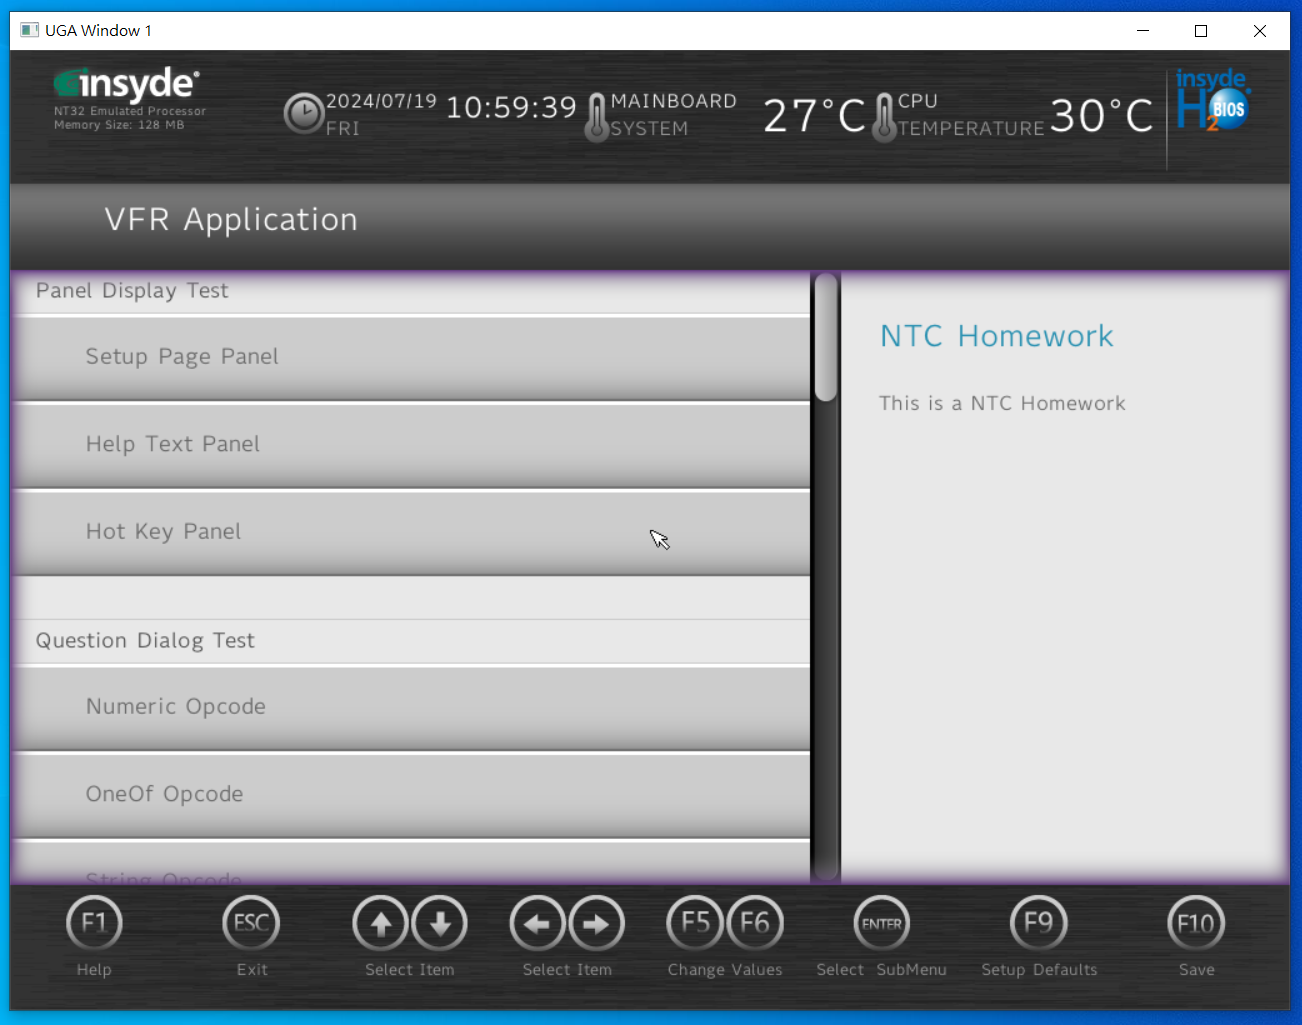 UGA Window 1
insyde®
NT32 Emulated Processor
Memory Size: 128 MB
2024/07/19
FRI
10:59:39
MAINBOARD
SYSTEM
27°C
CPU
TEMPERATURE
30°C
insyde®
H2BIOS
VFR Application
Panel Display Test
Setup Page Panel
Help Text Panel
Hot Key Panel
Question Dialog Test
Numeric Opcode
OneOf Opcode
String Opcode
NTC Homework
This is a NTC Homework
F1
Help
ESC
Exit
Select Item
Select Item
F5 F6
Change Values
ENTER
Select SubMenu
F9
Setup Defaults
F10
Save